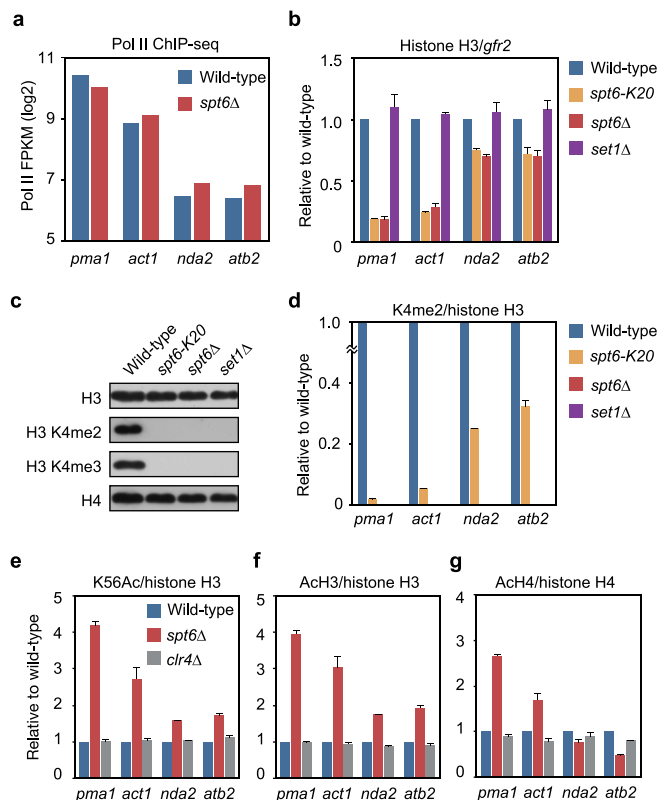 a
Pol II ChIP-seq
Pol II FPKM (log2)
11
9
7
5
Wild-type
spt6Δ
pma1 act1 nda2 atb2
b
Histone H3/gfr2
Relative to wild-type
1.5
1.0
0.5
0
Wild-type
spt6-K20
spt6Δ
set1Δ
pma1 act1 nda2 atb2
c
Wild-type
spt6-K20
spt6Δ
set1Δ
H3
H3 K4me2
H3 K4me3
H4
d
K4me2/histone H3
Relative to wild-type
1.0
0.4
0.2
0
Wild-type
spt6-K20
spt6Δ
set1Δ
pma1 act1 nda2 atb2
e
K56Ac/histone H3
Relative to wild-type
5
4
3
2
1
0
Wild-type
spt6Δ
clr4Δ
pma1 act1 nda2 atb2
f
AcH3/histone H3
5
4
3
2
1
0
pma1 act1 nda2 atb2
g
AcH4/histone H4
4
3
2
1
0
pma1 act1 nda2 atb2